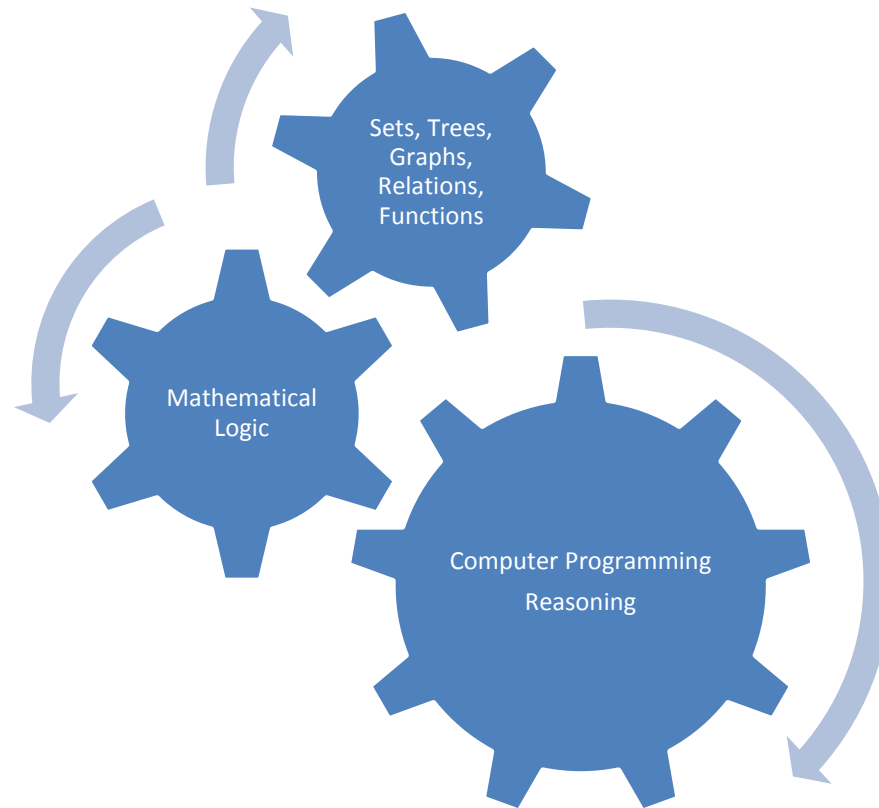 Sets, Trees,
Graphs,
Relations,
Functions
Mathematical
Logic
Computer Programming
Reasoning